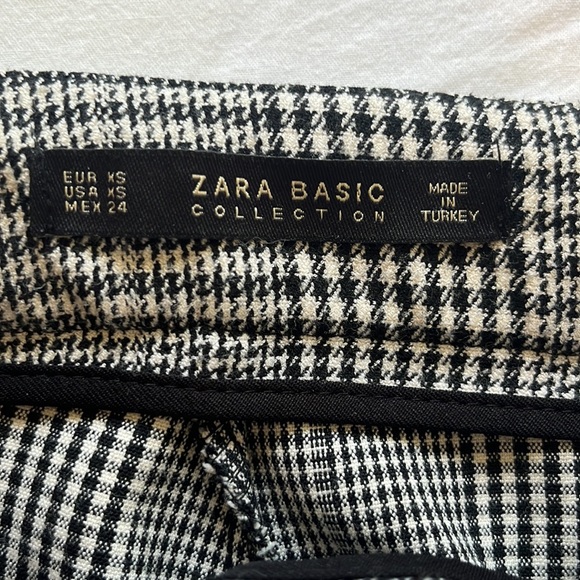 EUR XS
USA XS
MEX 24
ZARA BASIC
COLLECTION
MADE
IN
TURKEY